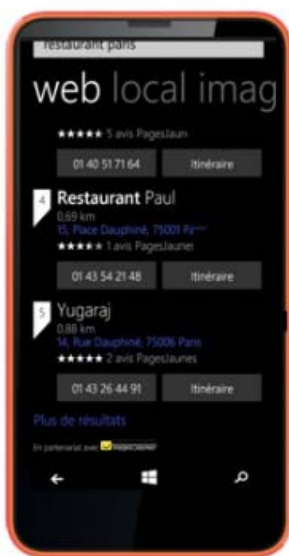 restaurant paris
web local imag
★★★★★ 5 avis PagesJaun
01 40 51 71 64 Itinéraire
4 Restaurant Paul
0,69 km
15, Place Dauphine, 75001
★★★★★ 1 avis PagesJaunes
01 43 54 21 48 Itinéraire
5 Yugaraj
0,88 km
14, Rue Dauphine, 75006 Paris
★★★★★ 2 avis PagesJaunes
01 43 26 44 91 Itinéraire
Plus de résultats
En partenariat avec